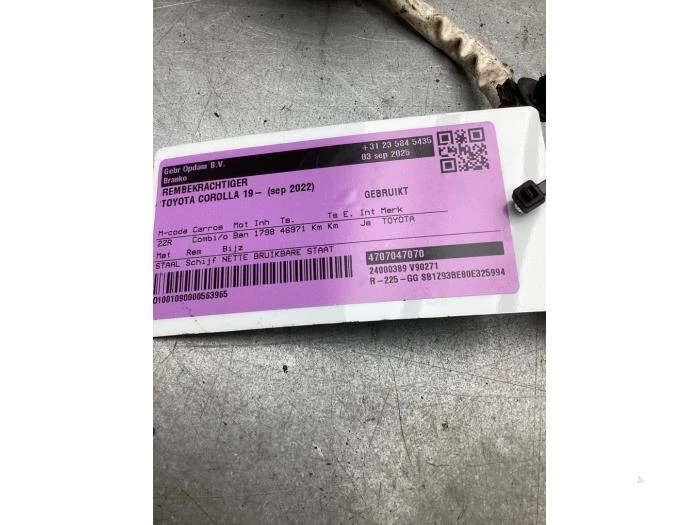 Gebr Opdam B.V.
Branko
+31 23 584 5435
03 sep 2025
REMBEKRACHTIGER
TOYOTA COROLLA 19- (sep 2022)
GEBRUIKT
M-code Carros Mot Inh Ts. Ts E. Int Merk
2ZR Combi/o Ben 1798 46971 Km Km Ja TOYOTA
Mat Rem Bijz
STAAL Schijf NETTE BRUIKBARE STAAT
4707047070
24000389 V90271
R-225-GG SB1Z93BE80E325994
01001090000563965